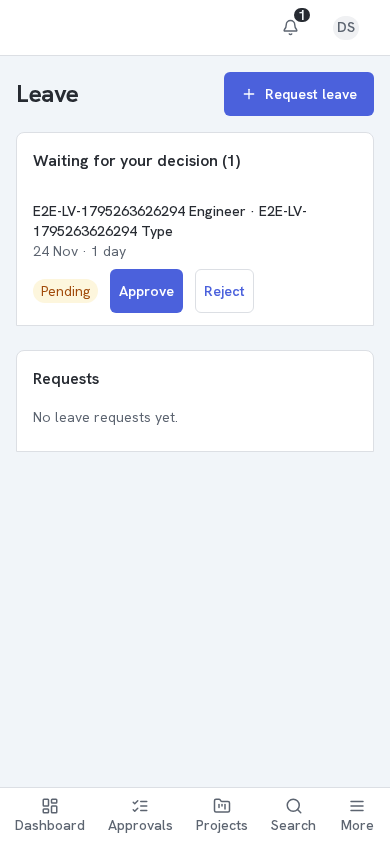 1
DS
Leave
Request leave
Waiting for your decision (1)
E2E-LV-1795263626294 Engineer · E2E-LV-
1795263626294 Type
24 Nov · 1 day
Pending
Approve
Reject
Requests
No leave requests yet.
Dashboard
Approvals
Projects
Search
More